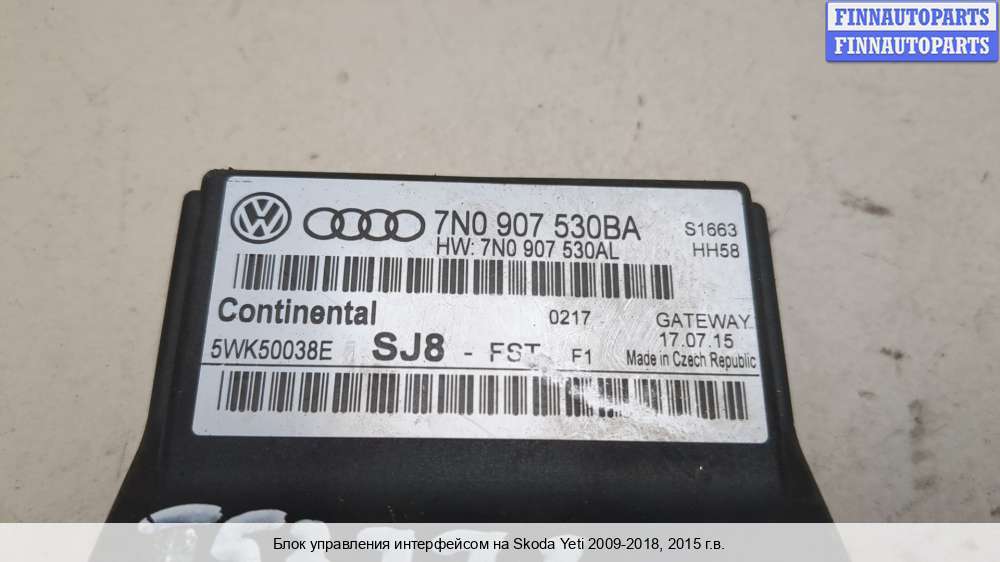 FINNAUTOPARTS
FINNAUTOPARTS
7N0 907 530BA
S1663
HW: 7N0 907 530AL
HH58
Continental
0217
GATEWAY
17.07.15
5WK50038E
SJ8 - FST F1
Made in Czech Republic
Блок управления интерфейсом на Skoda Yeti 2009-2018, 2015 г.в.